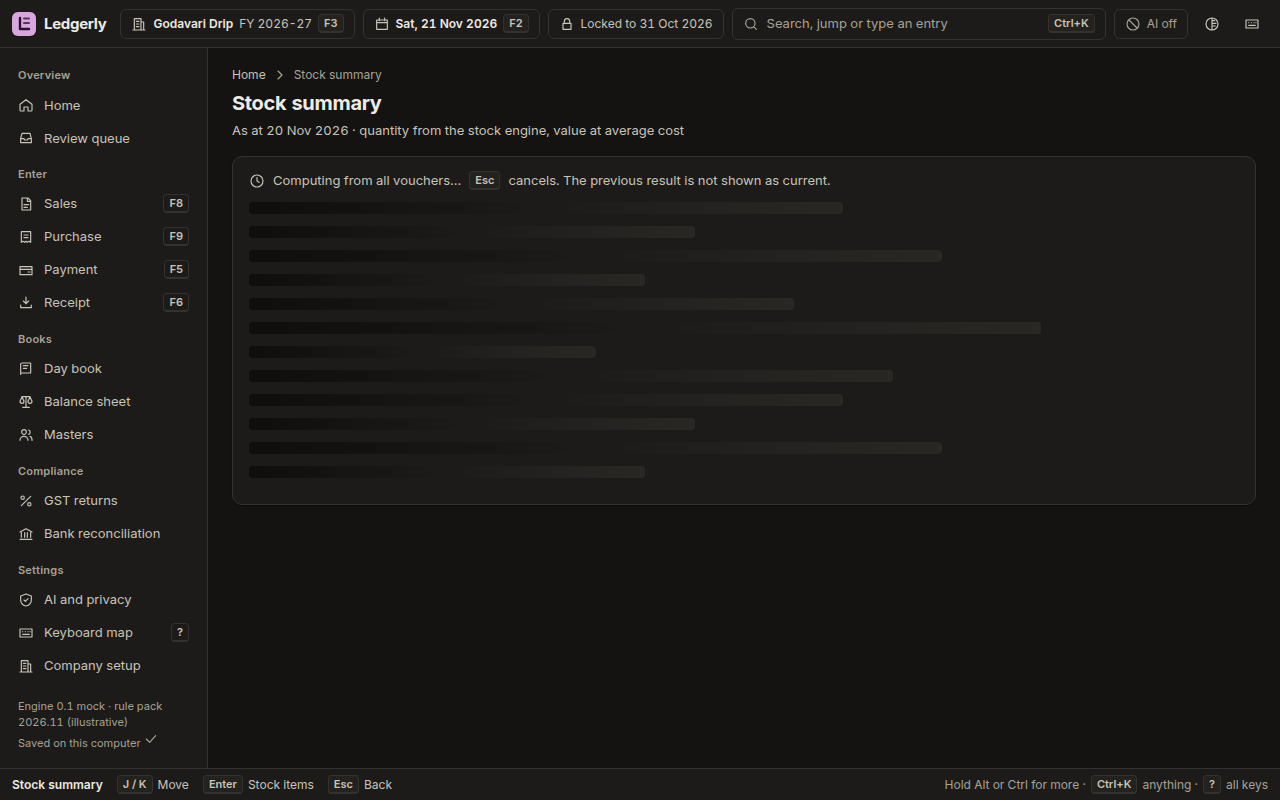 Ledgerly
Godavari Drip FY 2026-27 F3
Sat, 21 Nov 2026 F2
Locked to 31 Oct 2026
Search, jump or type an entry Ctrl+K
AI off
Overview
Home
Review queue
Enter
Sales F8
Purchase F9
Payment F5
Receipt F6
Books
Day book
Balance sheet
Masters
Compliance
GST returns
Bank reconciliation
Settings
AI and privacy
Keyboard map ?
Company setup
Engine 0.1 mock · rule pack
2026.11 (illustrative)
Saved on this computer
Home > Stock summary
Stock summary
As at 20 Nov 2026 · quantity from the stock engine, value at average cost
Computing from all vouchers... Esc cancels. The previous result is not shown as current.
Stock summary J / K Move Enter Stock items Esc Back
Hold Alt or Ctrl for more · Ctrl+K anything · ? all keys